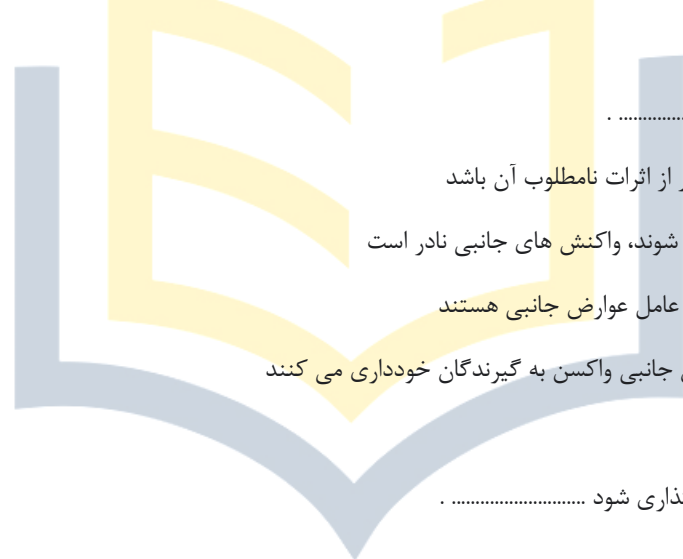 ................ .
از اثرات نامطلوب آن باشد
شوند، واکنش های جانبی نادر است
عامل عوارض جانبی هستند
جانبی واکسن به گیرندگان خودداری می کنند
شود ........................... .